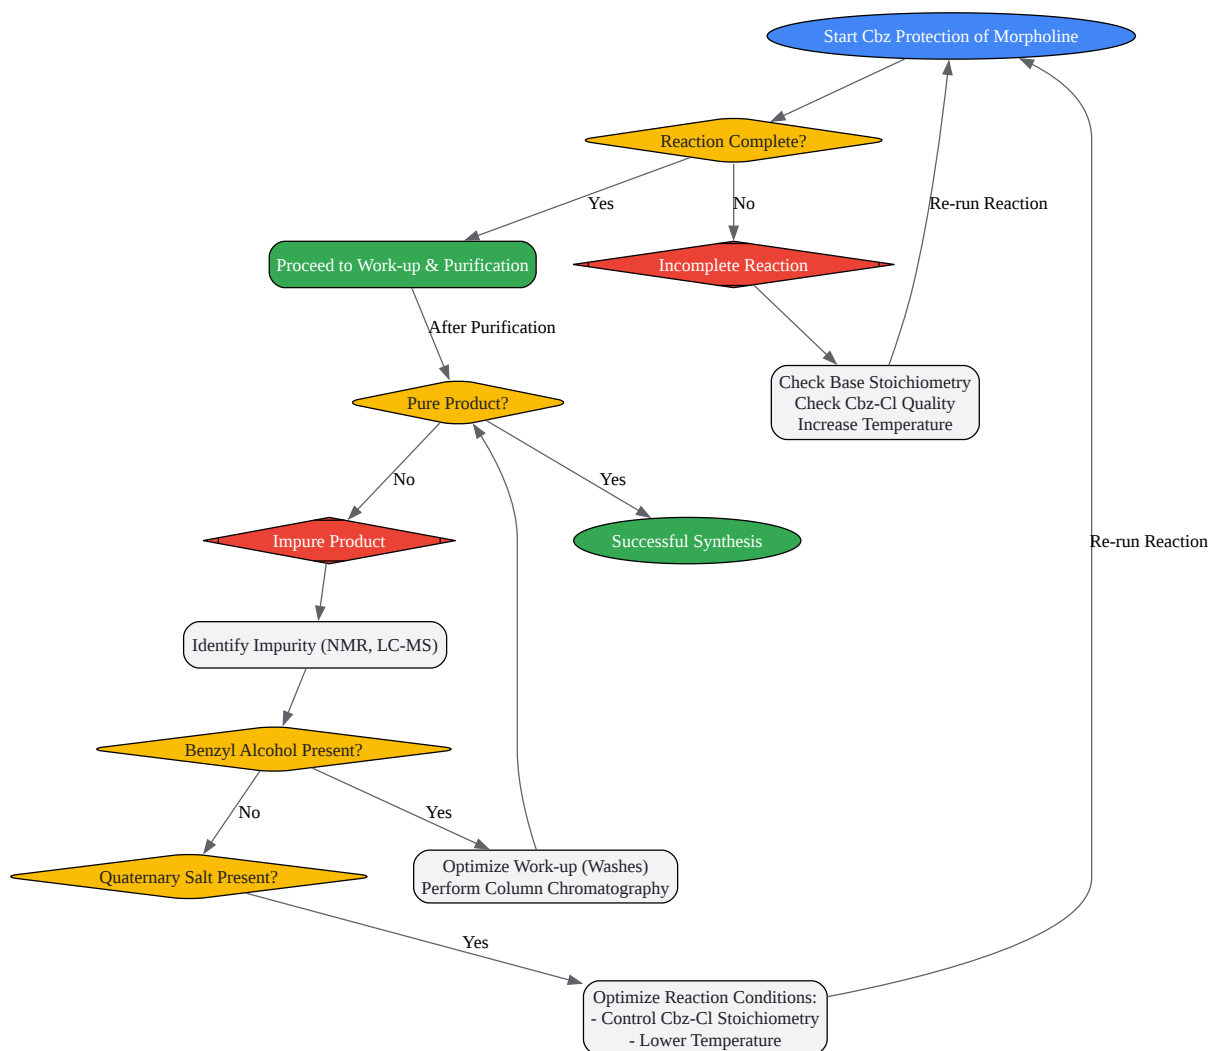 Start Cbz Protection of Morpholine
Reaction Complete?
Yes
No
Re-run Reaction
Proceed to Work-up & Purification
Incomplete Reaction
After Purification
Check Base Stoichiometry
Check Cbz-Cl Quality
Increase Temperature
Pure Product?
No
Yes
Impure Product
Successful Synthesis
Re-run Reaction
Identify Impurity (NMR, LC-MS)
Benzyl Alcohol Present?
No
Yes
Optimize Work-up (Washes)
Perform Column Chromatography
Quaternary Salt Present?
Yes
Optimize Reaction Conditions:
- Control Cbz-Cl Stoichiometry
- Lower Temperature